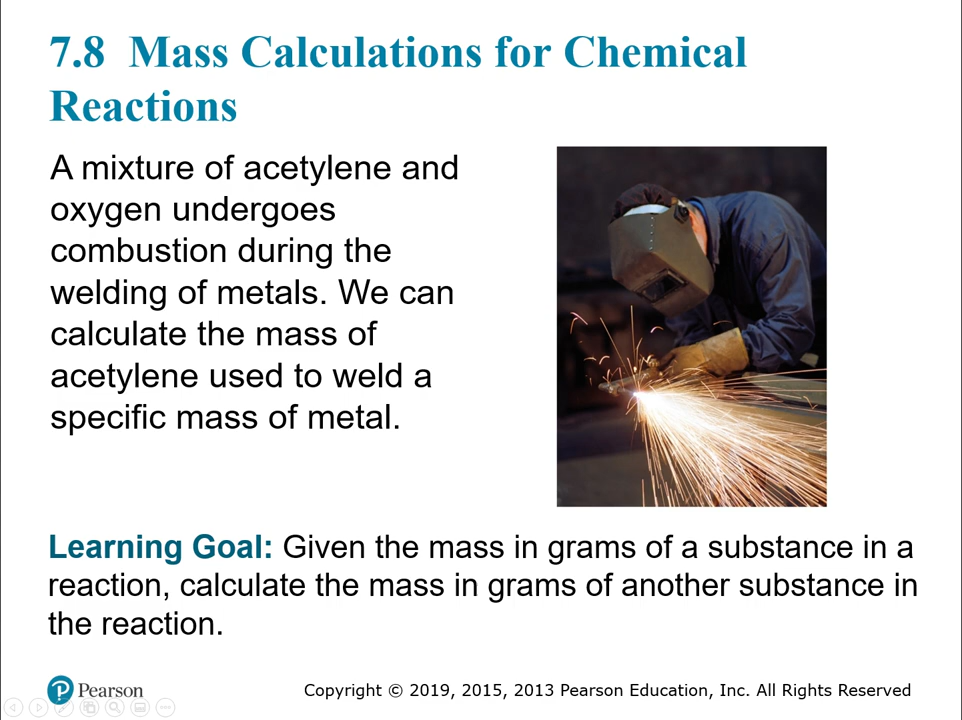 7.8 Mass Calculations for Chemical
Reactions
A mixture of acetylene and
oxygen undergoes
combustion during the
welding of metals. We can
calculate the mass of
acetylene used to weld a
specific mass of metal.
Learning Goal: Given the mass in grams of a substance in a
reaction, calculate the mass in grams of another substance in
the reaction.
P Pearson
Copyright © 2019, 2015, 2013 Pearson Education, Inc. All Rights Reserved